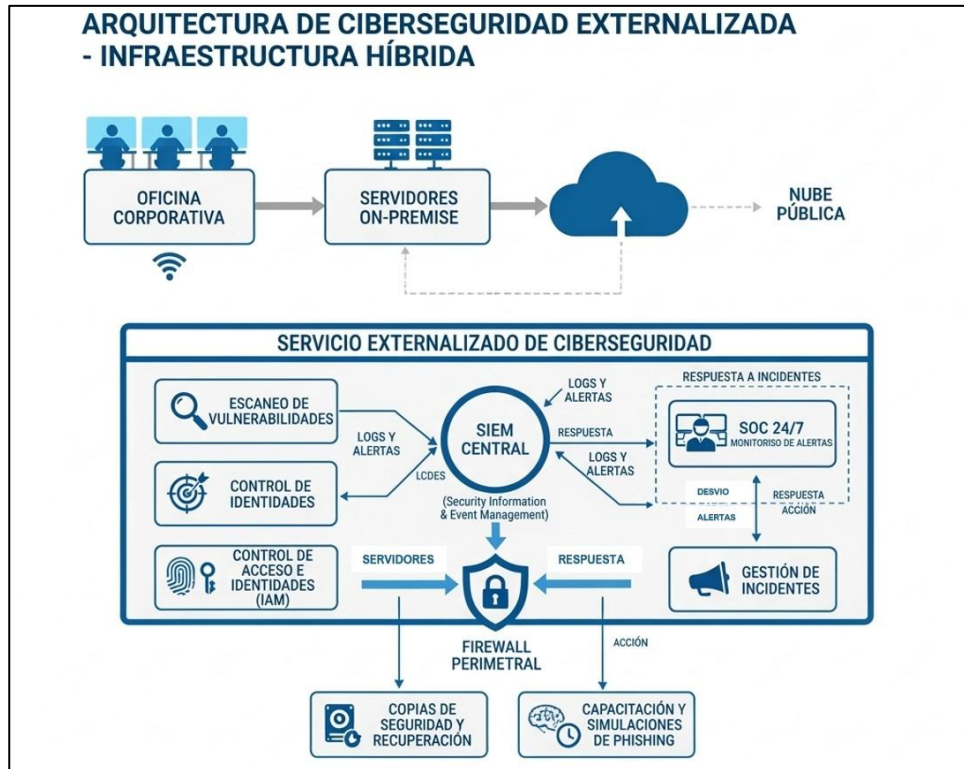 ARQUITECTURA DE CIBERSEGURIDAD EXTERNALIZADA
- INFRAESTRUCTURA HÍBRIDA
OFICINA
CORPORATIVA
SERVIDORES
ON-PREMISE
NUBE
PÚBLICA
SERVICIO EXTERNALIZADO DE CIBERSEGURIDAD
ESCANEO DE
VULNERABILIDADES
LOGS Y
ALERTAS
LCDES
CONTROL DE
IDENTIDADES
CONTROL DE
ACCESO E
IDENTIDADES
(IAM)
SIEM
CENTRAL
(Security Information
& Event Management)
LOGS Y
ALERTAS
RESPUESTA
LOGS Y
ALERTAS
RESPUESTA A INCIDENTES
SOC 24/7
MONITORISO DE ALERTAS
DESVIO
ALERTAS
RESPUESTA
ACCIÓN
GESTIÓN DE
INCIDENTES
SERVIDORES
RESPUESTA
FIREWALL
PERIMETRAL
ACCIÓN
COPIAS DE
SEGURIDAD Y
RECUPERACIÓN
CAPACITACIÓN Y
SIMULACIONES
DE PHISHING